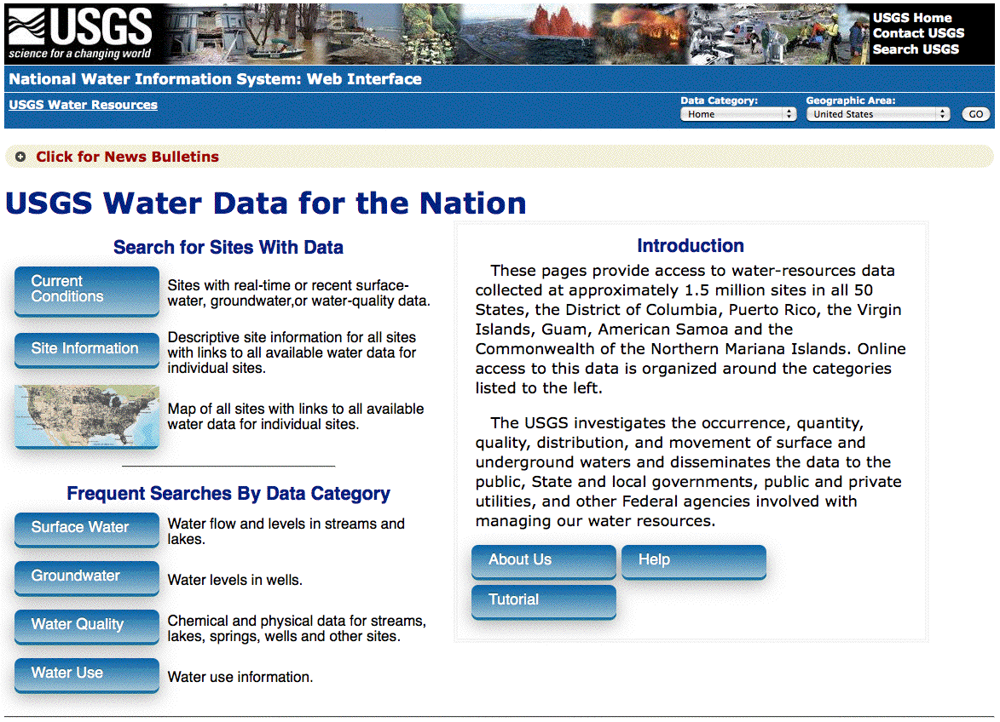 USGS
science for a changing world
USGS Home
Contact USGS
Search USGS
National Water Information System: Web Interface
USGS Water Resources
Data Category:
Home
Geographic Area:
United States
GO
Click for News Bulletins
USGS Water Data for the Nation
Search for Sites With Data
Current
Conditions
Sites with real-time or recent surface-
water, groundwater,or water-quality data.
Site Information
Descriptive site information for all sites
with links to all available water data for
individual sites.
Map of all sites with links to all available
water data for individual sites.
Frequent Searches By Data Category
Surface Water
Water flow and levels in streams and
lakes.
Groundwater
Water levels in wells.
Water Quality
Chemical and physical data for streams,
lakes, springs, wells and other sites.
Water Use
Water use information.
Introduction
These pages provide access to water-resources data
collected at approximately 1.5 million sites in all 50
States, the District of Columbia, Puerto Rico, the Virgin
Islands, Guam, American Samoa and the
Commonwealth of the Northern Mariana Islands. Online
access to this data is organized around the categories
listed to the left.
The USGS investigates the occurrence, quantity,
quality, distribution, and movement of surface and
underground waters and disseminates the data to the
public, State and local governments, public and private
utilities, and other Federal agencies involved with
managing our water resources.
About Us
Help
Tutorial